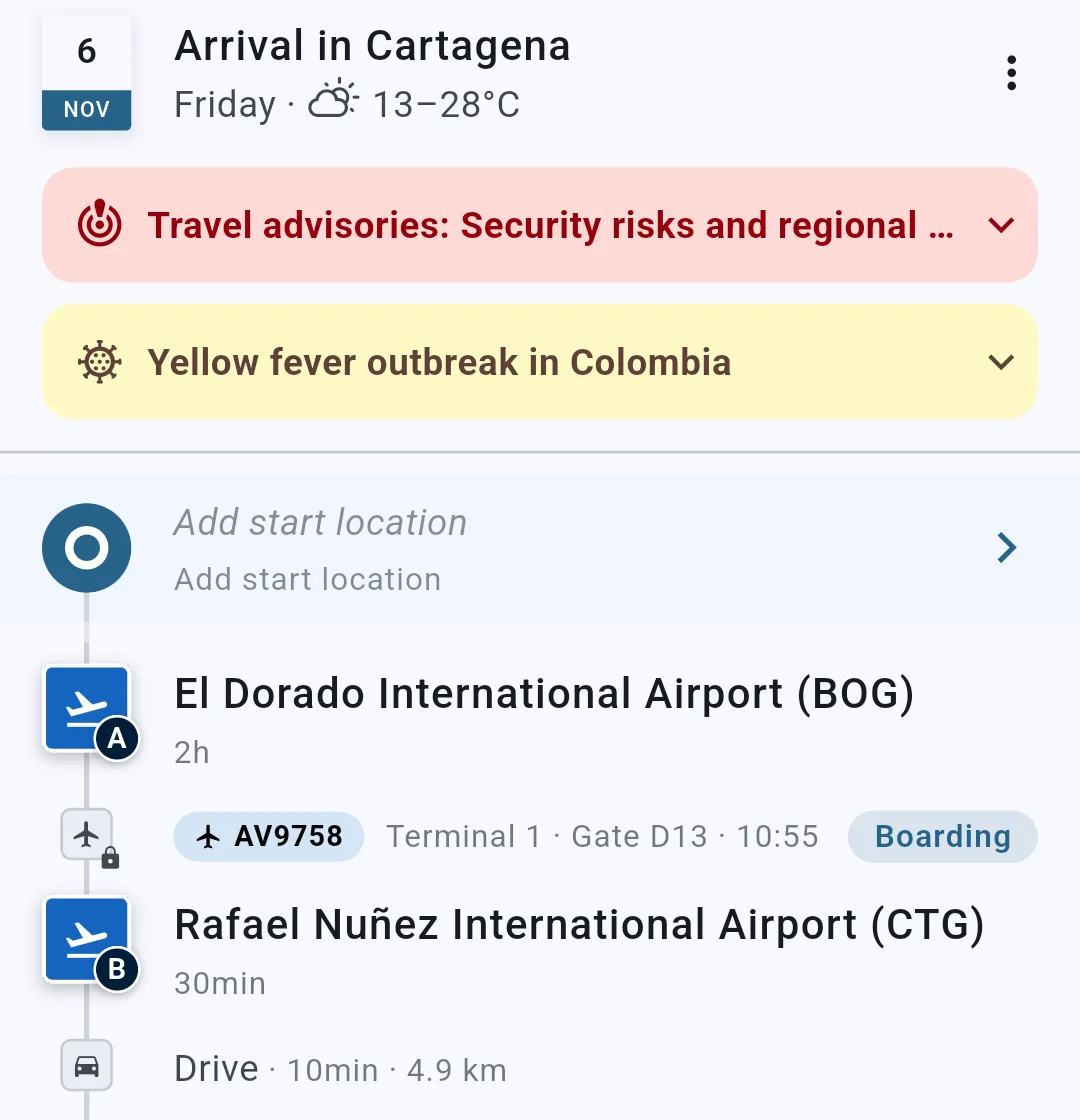 6
NOV
Arrival in Cartagena
Friday · 13–28°C
Travel advisories: Security risks and regional ...
Yellow fever outbreak in Colombia
Add start location
Add start location
El Dorado International Airport (BOG)
A
2h
AV9758 Terminal 1 · Gate D13 · 10:55 Boarding
Rafael Nuñez International Airport (CTG)
B
30min
Drive · 10min · 4.9 km